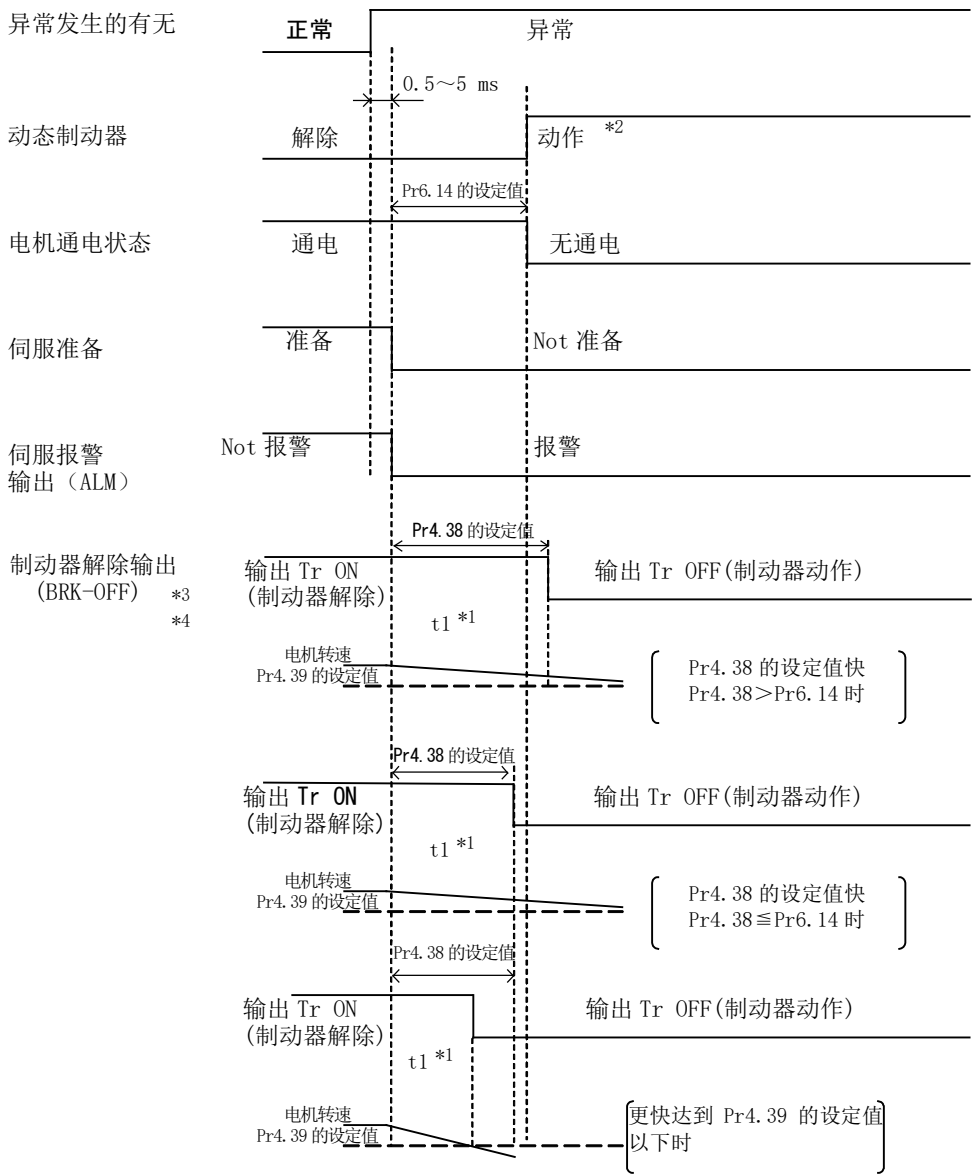 异常发生的有无
正常
异常
0.5～5 ms
动态制动器
解除
动作 *2
Pr6.14 的设定值
电机通电状态
通电
无通电
伺服准备
准备
Not 准备
伺服报警
输出（ALM）
Not 报警
报警
Pr4.38 的设定值
制动器解除输出
(BRK-OFF) *3
*4
输出 Tr ON
(制动器解除)
输出 Tr OFF(制动器动作)
t1 *1
电机转速
Pr4.39 的设定值
Pr4.38 的设定值快
Pr4.38＞Pr6.14 时
Pr4.38 的设定值
输出 Tr ON
(制动器解除)
输出 Tr OFF(制动器动作)
t1 *1
电机转速
Pr4.39 的设定值
Pr4.38 的设定值快
Pr4.38≦Pr6.14 时
Pr4.38 的设定值
输出 Tr ON
(制动器解除)
输出 Tr OFF(制动器动作)
t1 *1
电机转速
Pr4.39 的设定值
更快达到 Pr4.39 的设定值
以下时